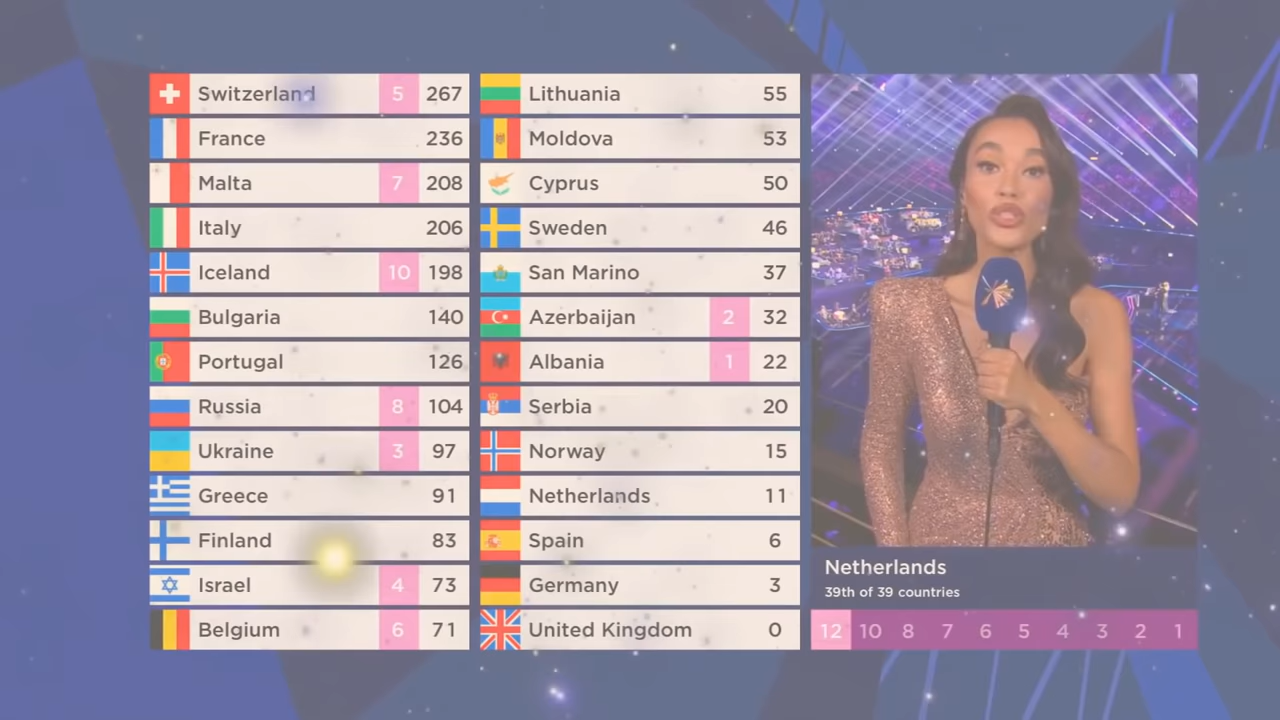 Switzerland 5 267
France 236
Malta 7 208
Italy 206
Iceland 10 198
Bulgaria 140
Portugal 126
Russia 8 104
Ukraine 3 97
Greece 91
Finland 83
Israel 4 73
Belgium 6 71
Lithuania 55
Moldova 53
Cyprus 50
Sweden 46
San Marino 37
Azerbaijan 2 32
Albania 1 22
Serbia 20
Norway 15
Netherlands 11
Spain 6
Germany 3
United Kingdom 0
Netherlands
39th of 39 countries
12 10 8 7 6 5 4 3 2 1